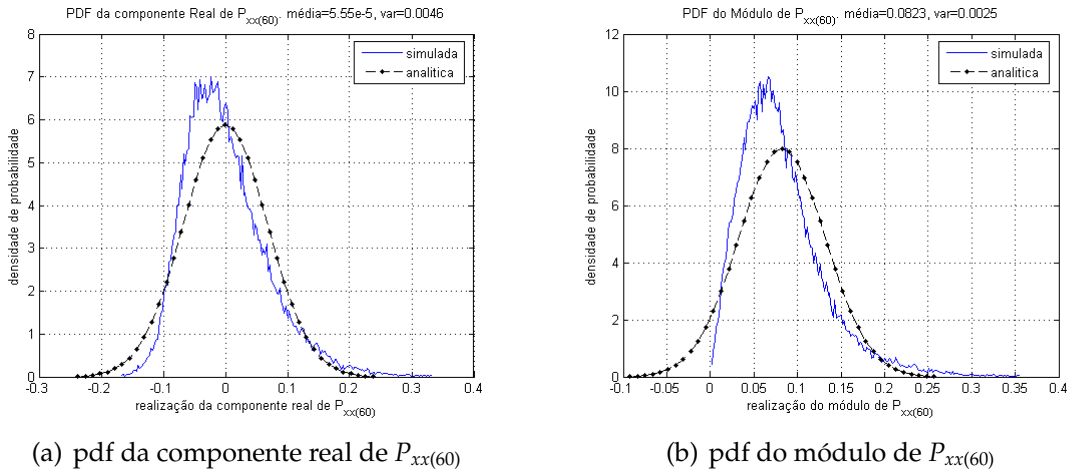 PDF da componente Real de P_xx(60): média=5.55e-5, var=0.0046
8
7
6
5
4
3
2
1
0
densidade de probabilidade
simulada
analitica
-0.3 -0.2 -0.1 0 0.1 0.2 0.3 0.4
realização da componente real de P_xx(60)
(a) pdf da componente real de P_xx(60)
PDF do Módulo de P_xx(60): média=0.0823, var=0.0025
12
10
8
6
4
2
0
densidade de probabilidade
simulada
analitica
-0.1 -0.05 0 0.05 0.1 0.15 0.2 0.25 0.3 0.35 0.4
realização do módulo de P_xx(60)
(b) pdf do módulo de P_xx(60)